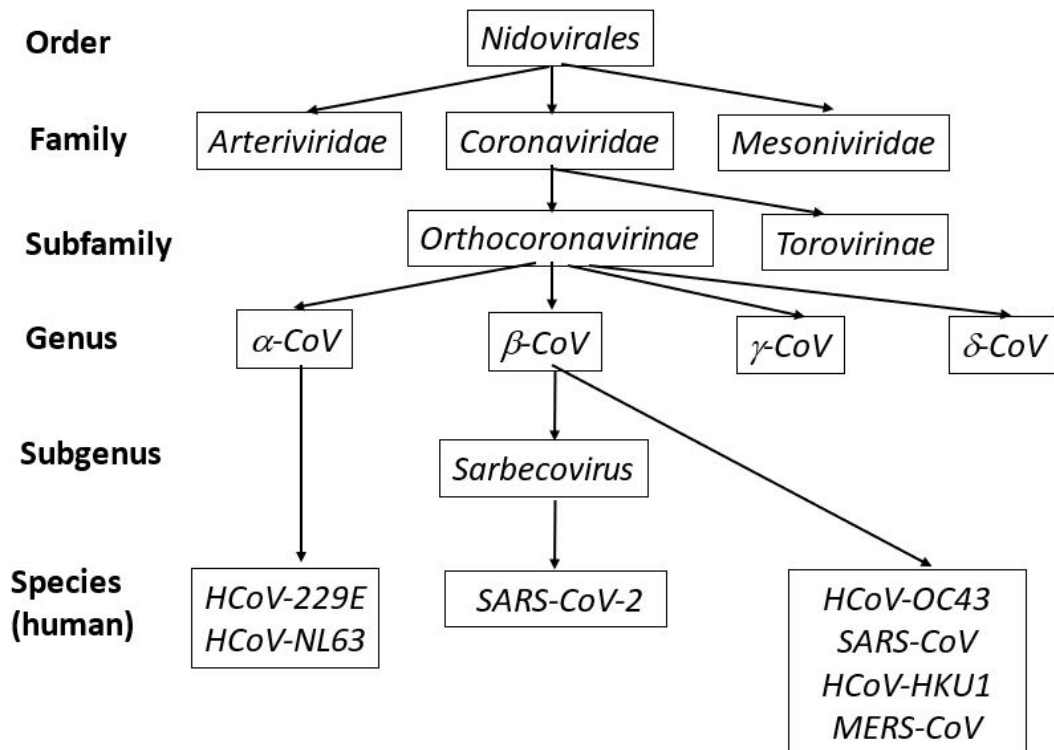 Order
Nidovirales
Family
Arteriviridae
Coronaviridae
Mesoniviridae
Subfamily
Orthocoronavirinae
Torovirinae
Genus
α-CoV
β-CoV
γ-CoV
δ-CoV
Subgenus
Sarbecovirus
Species
(human)
HCoV-229E
HCoV-NL63
SARS-CoV-2
HCoV-OC43
SARS-CoV
HCoV-HKU1
MERS-CoV